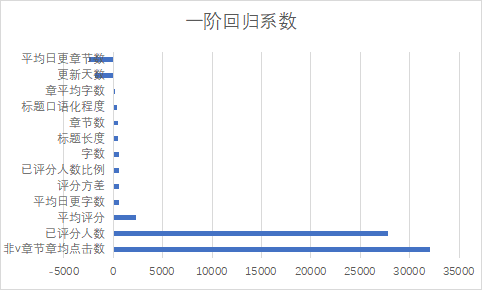 一阶回归系数
平均日更章节数
更新天数
章平均字数
标题口语化程度
章节数
标题长度
字数
已评分人数比例
评分方差
平均日更字数
平均评分
已评分人数
非v章节章均点击数
-5000 0 5000 10000 15000 20000 25000 30000 35000